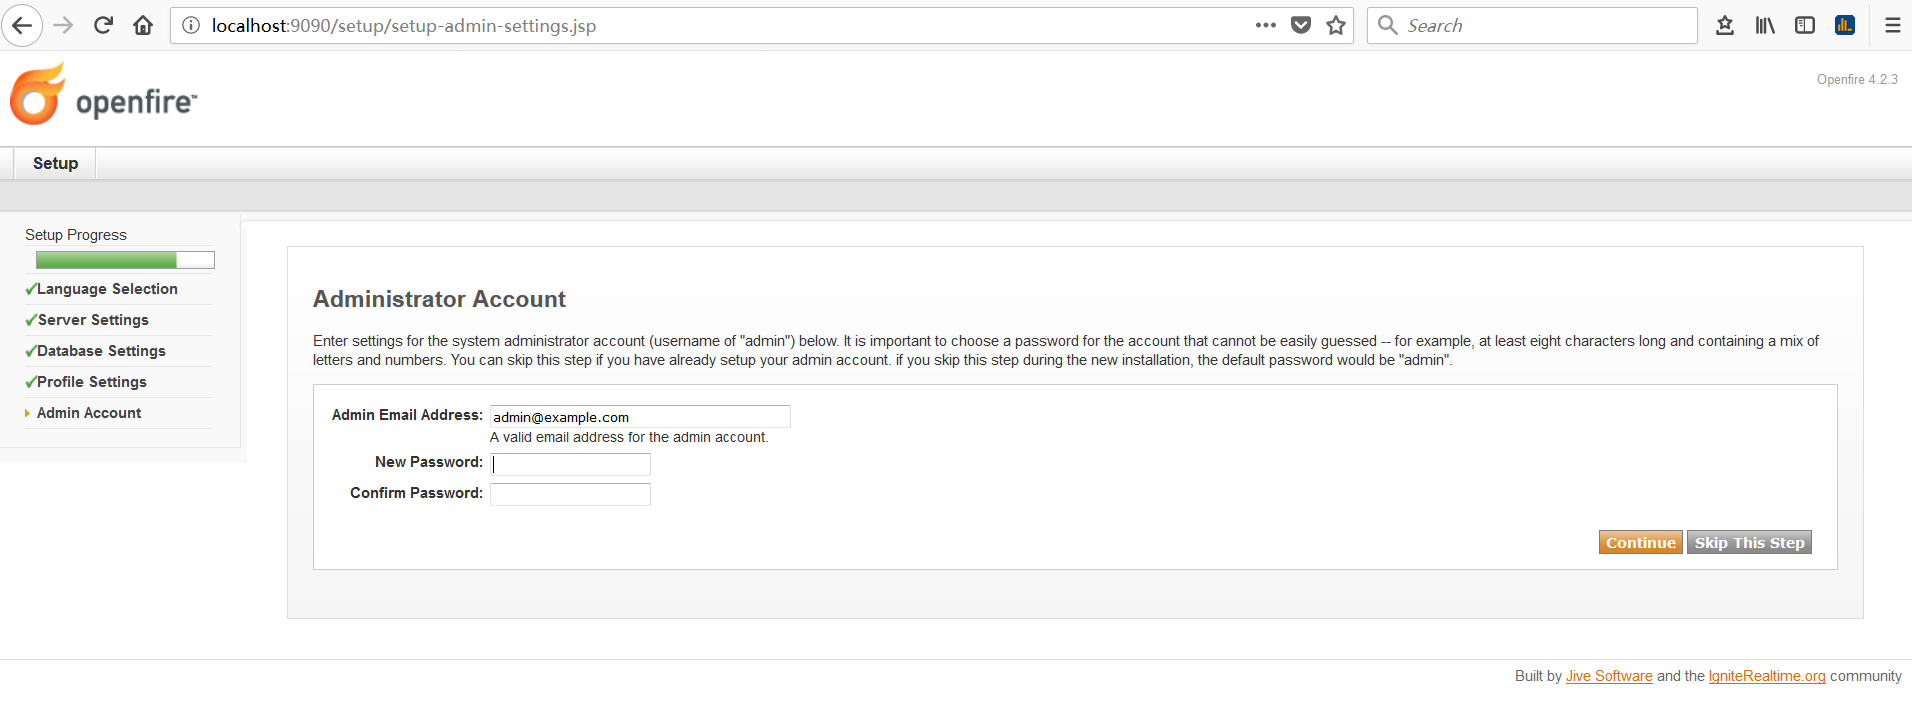 localhost:9090/setup/setup-admin-settings.jsp
Search
openfire™
Openfire 4.2.3
Setup
Setup Progress
Language Selection
Server Settings
Database Settings
Profile Settings
Admin Account
Administrator Account
Enter settings for the system administrator account (username of "admin") below. It is important to choose a password for the account that cannot be easily guessed -- for example, at least eight characters long and containing a mix of
letters and numbers. You can skip this step if you have already setup your admin account. if you skip this step during the new installation, the default password would be "admin".
Admin Email Address: admin@example.com
A valid email address for the admin account.
New Password:
Confirm Password:
Continue Skip This Step
Built by Jive Software and the IgniteRealtime.org community